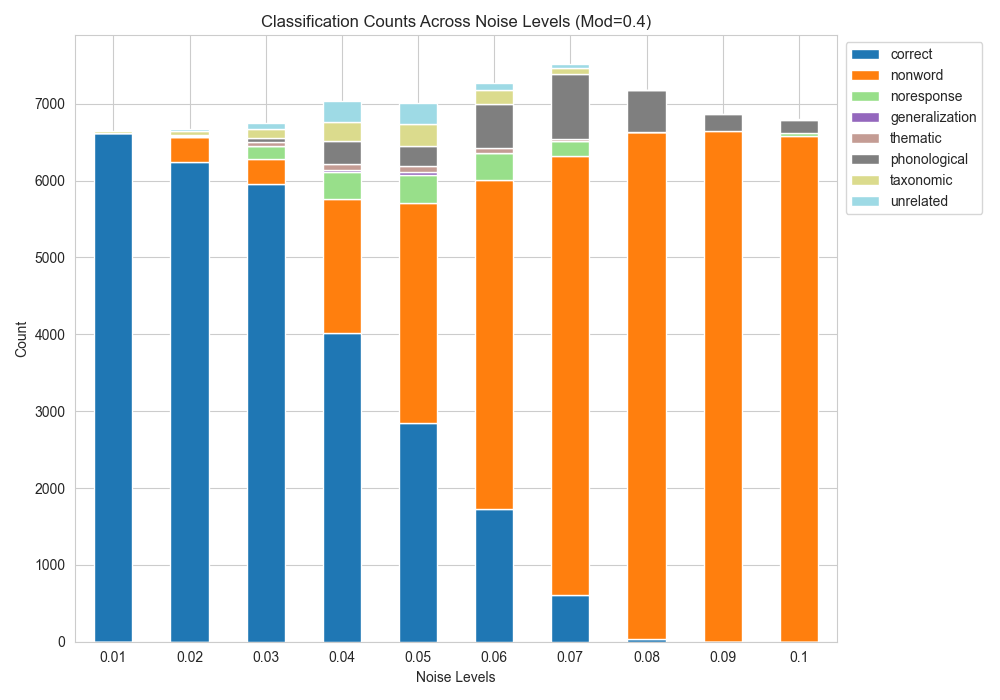 Classification Counts Across Noise Levels (Mod=0.4)
correct
nonword
noresponse
generalization
thematic
phonological
taxonomic
unrelated
Count
7000
6000
5000
4000
3000
2000
1000
0
0.01 0.02 0.03 0.04 0.05 0.06 0.07 0.08 0.09 0.1
Noise Levels